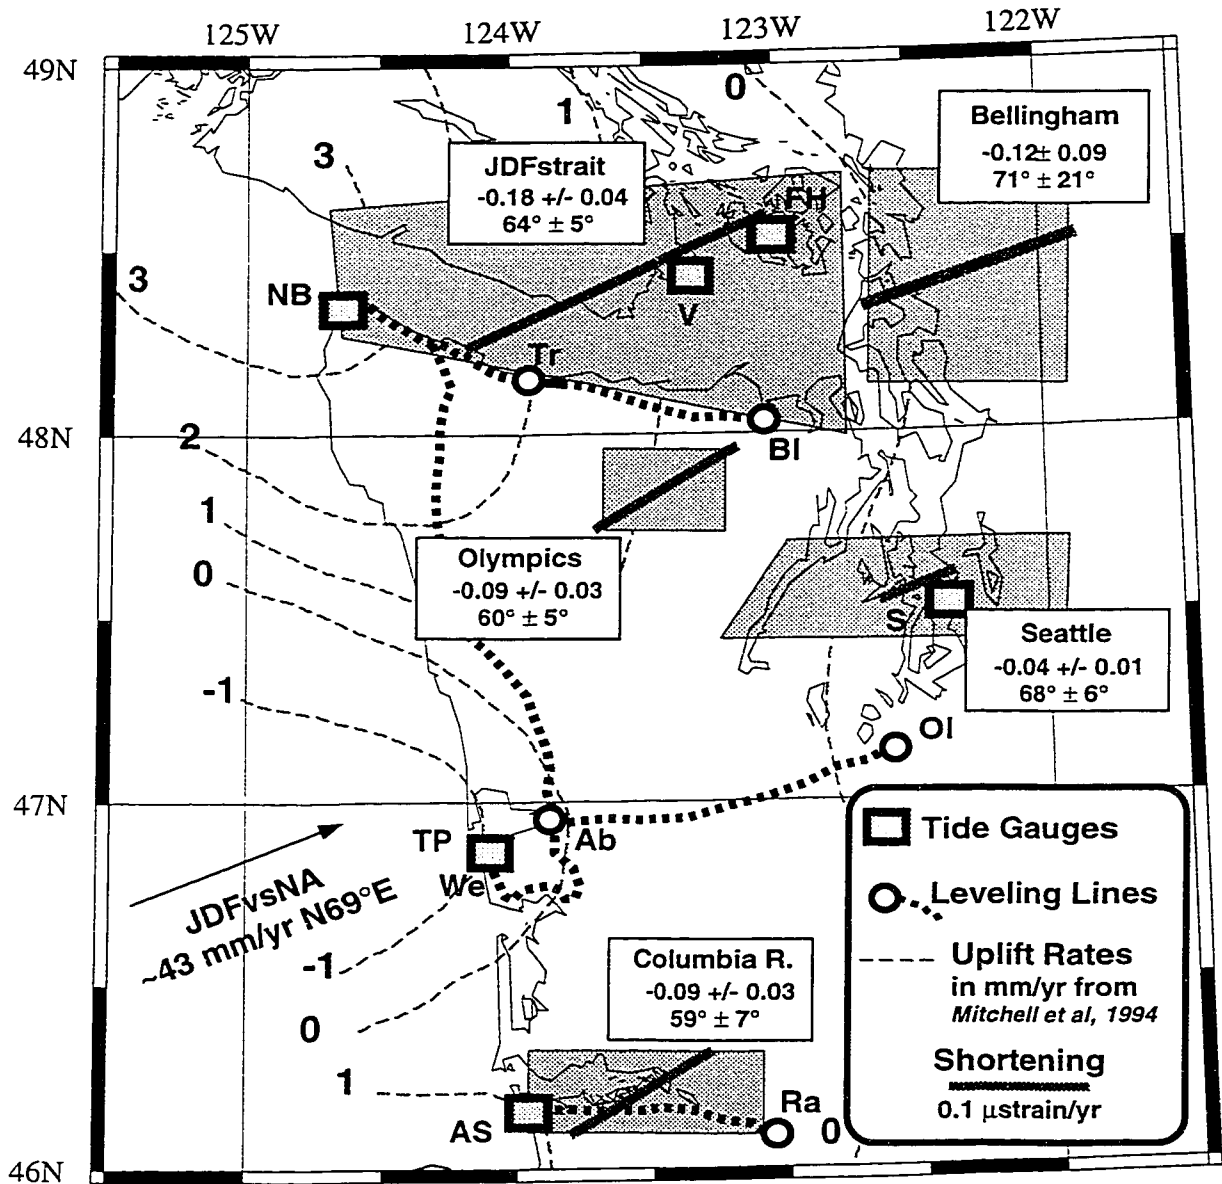 125W 124W 123W 122W
49N
0
1
3
Bellingham
-0.12± 0.09
71° ± 21°
JDFstrait
-0.18 +/- 0.04
64° ± 5°
FH
3
NB
V
Tr
48N
2
Bl
1
Olympics
-0.09 +/- 0.03
60° ± 5°
0
S
Seattle
-0.04 +/- 0.01
68° ± 6°
-1
Ol
47N
TP
Ab
We
JDFvsNA
~43 mm/yr N69°E
-1
0
Columbia R.
-0.09 +/- 0.03
59° ± 7°
1
AS
Ra
0
46N
Tide Gauges
Leveling Lines
Uplift Rates
in mm/yr from
Mitchell et al, 1994
Shortening
0.1 μstrain/yr